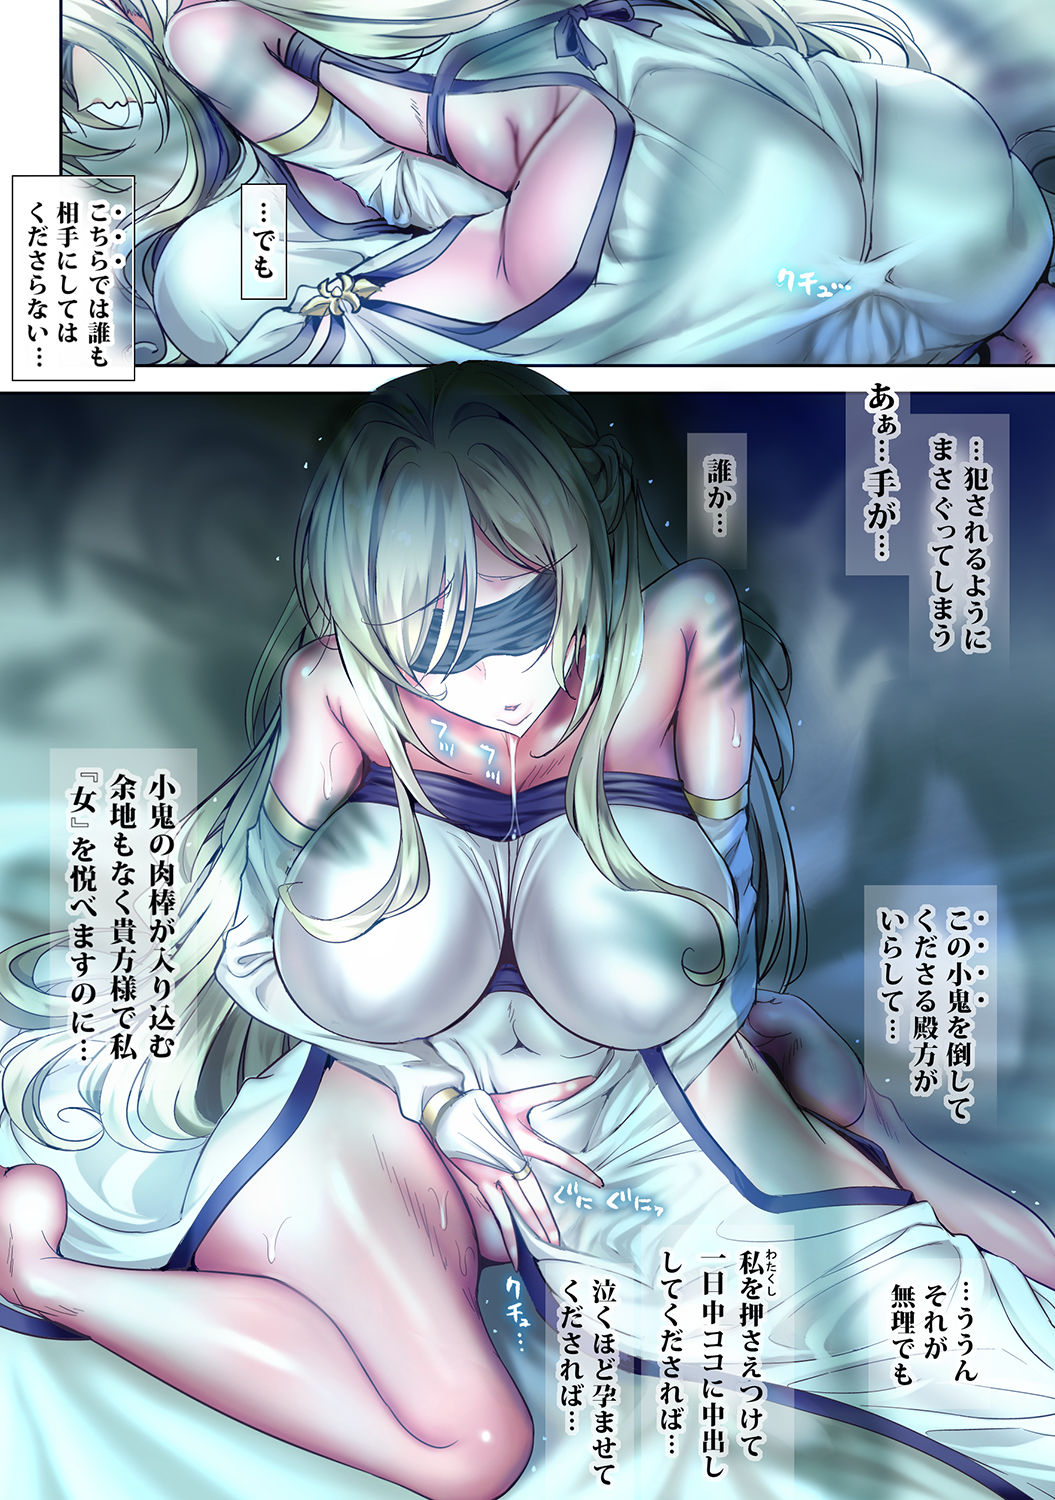 …でも
こちらでは誰も
相手にしては
くださらない…
クチュ…
…犯されるように
まさぐってしまう
あぁ…手が…
誰か…
フーッ
フーッ
この小鬼を倒して
くださる殿方が
いらして…
小鬼の肉棒が入り込む
余地もなく貴方様で私
『女』を悦べますのに…
…ううん
それが
無理でも
私を押さえつけて
わたくし
一日中ココに中出し
してくだされば…
泣くほど孕ませて
くだされば…
ぐに ぐにっ
クチュ…